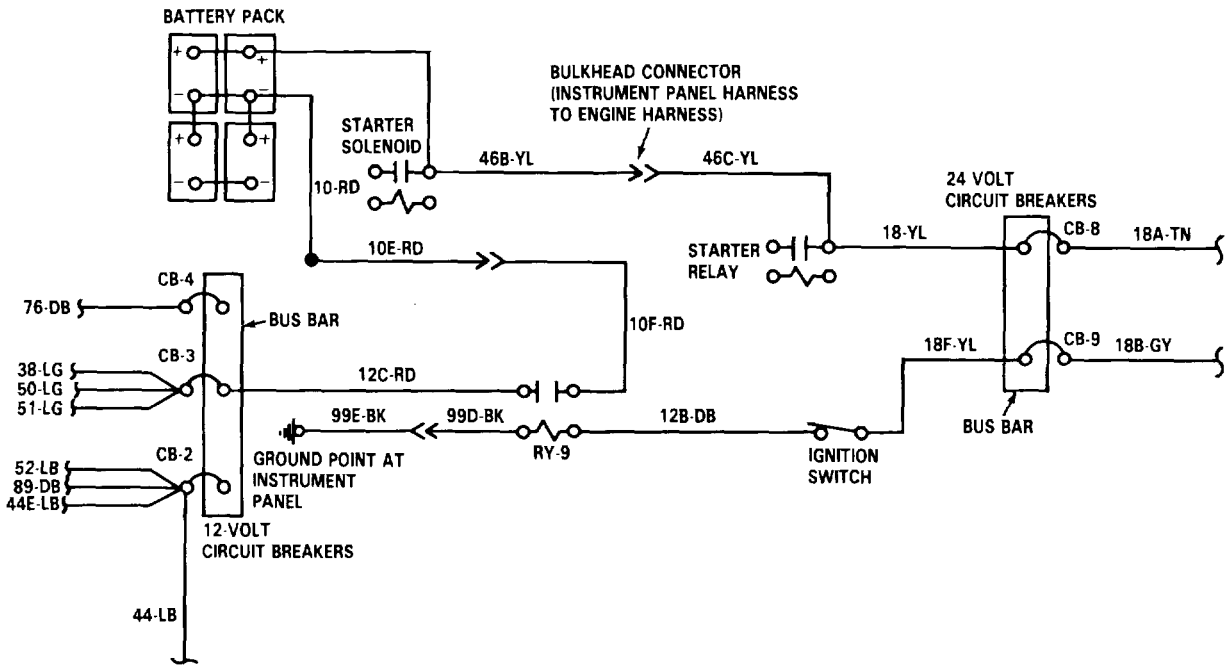 BATTERY PACK
+
+
−
−
+
+
−
−
STARTER
SOLENOID
10-RD
46B-YL
BULKHEAD CONNECTOR
(INSTRUMENT PANEL HARNESS
TO ENGINE HARNESS)
46C-YL
24 VOLT
CIRCUIT BREAKERS
CB-8
18-YL
18A-TN
STARTER
RELAY
10E-RD
10F-RD
CB-4
76-DB
BUS BAR
CB-3
38-LG
50-LG
51-LG
12C-RD
18F-YL
CB-9
18B-GY
BUS BAR
99E-BK
99D-BK
RY-9
12B-DB
IGNITION
SWITCH
GROUND POINT AT
INSTRUMENT
PANEL
CB-2
52-LB
89-DB
44E-LB
12-VOLT
CIRCUIT BREAKERS
44-LB